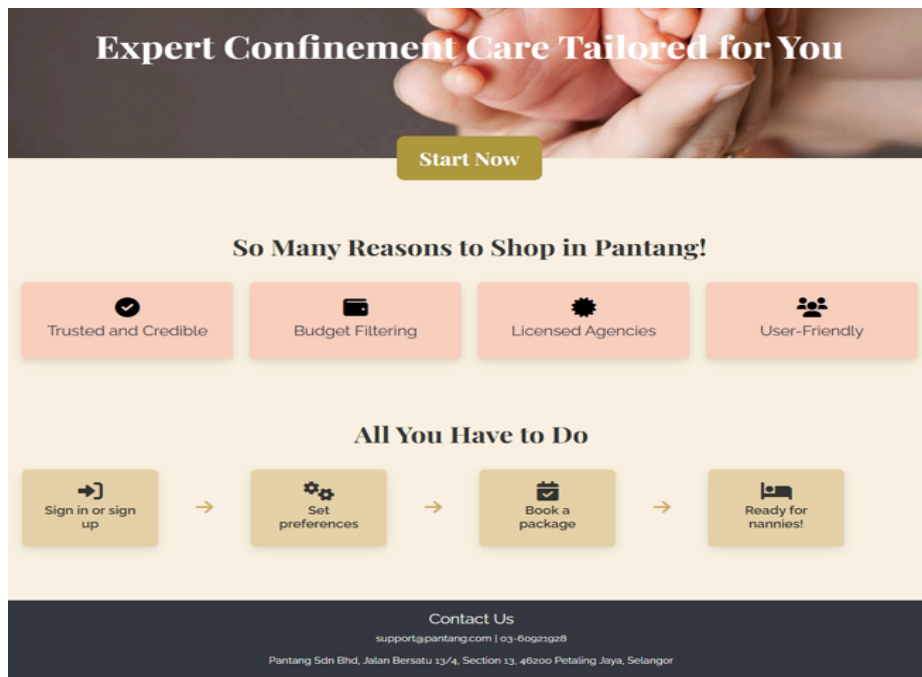 Expert Confinement Care Tailored for You
Start Now
So Many Reasons to Shop in Pantang!
Trusted and Credible
Budget Filtering
Licensed Agencies
User-Friendly
All You Have to Do
Sign in or sign
up
Set
preferences
Book a
package
Ready for
nannies!
Contact Us
support@pantang.com | 03-60921928
Pantang Sdn Bhd, Jalan Bersatu 13/4, Section 13, 46200 Petaling Jaya, Selangor